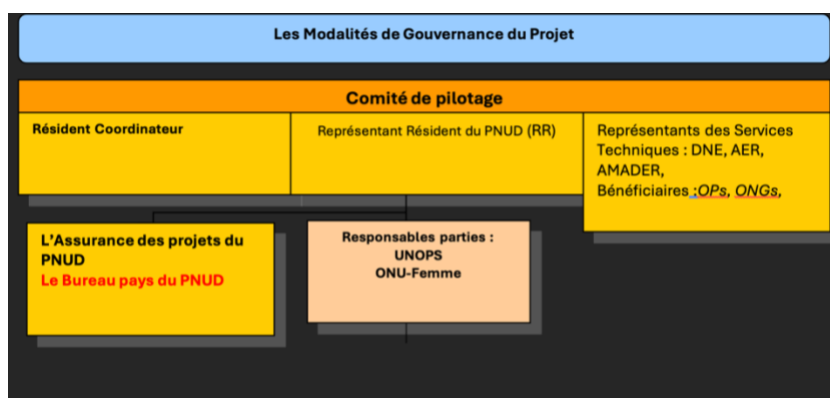 Les Modalités de Gouvernance du Projet
Comité de pilotage
Résident Coordinateur
Représentant Résident du PNUD (RR)
Représentants des Services
Techniques : DNE, AER,
AMADER,
Bénéficiaires :OPs, ONGs,
L’Assurance des projets du
PNUD
Le Bureau pays du PNUD
Responsables parties :
UNOPS
ONU-Femme